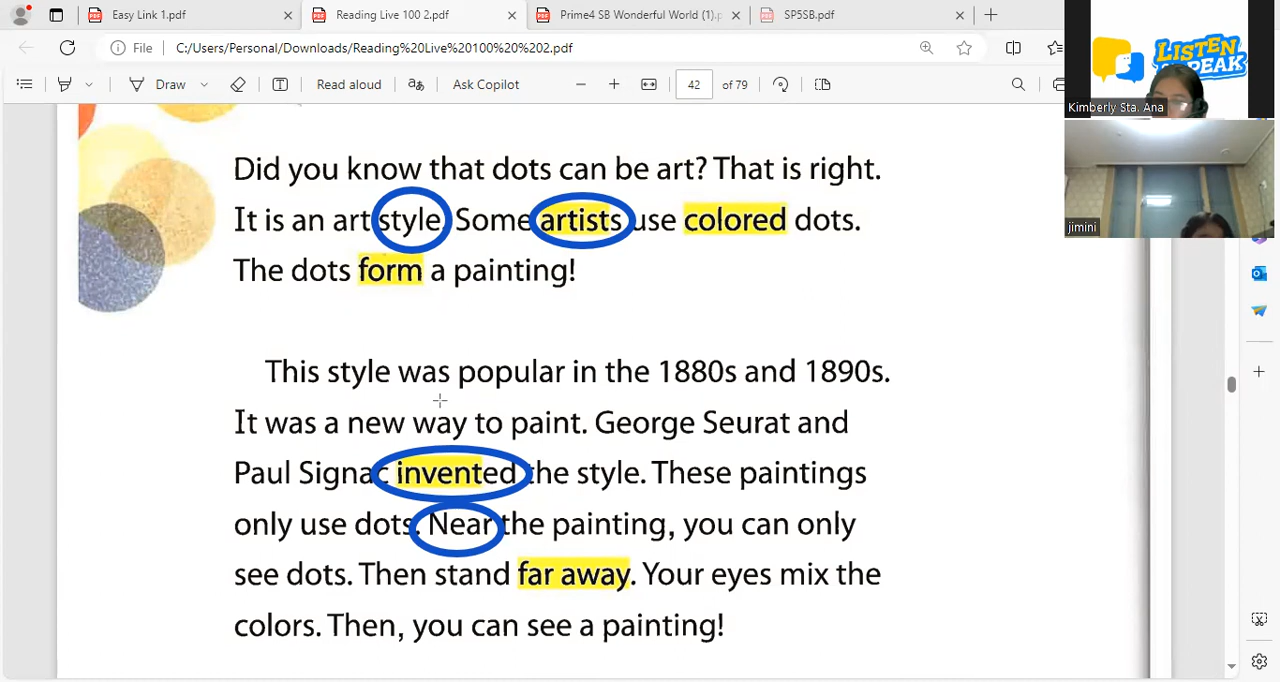 Easy Link 1.pdf
Reading Live 100 2.pdf
Prime4 SB Wonderful World (1).p
SP5SB.pdf
File
C:/Users/Personal/Downloads/Reading%20Live%20100%20%202.pdf
Draw
Read aloud
Ask Copilot
42 of 79
LISTEN
SPEAK
Kimberly Sta. Ana
jimini
Did you know that dots can be art? That is right.
It is an art style. Some artists use colored dots.
The dots form a painting!
This style was popular in the 1880s and 1890s.
It was a new way to paint. George Seurat and
Paul Signac invented the style. These paintings
only use dots. Near the painting, you can only
see dots. Then stand far away. Your eyes mix the
colors. Then, you can see a painting!